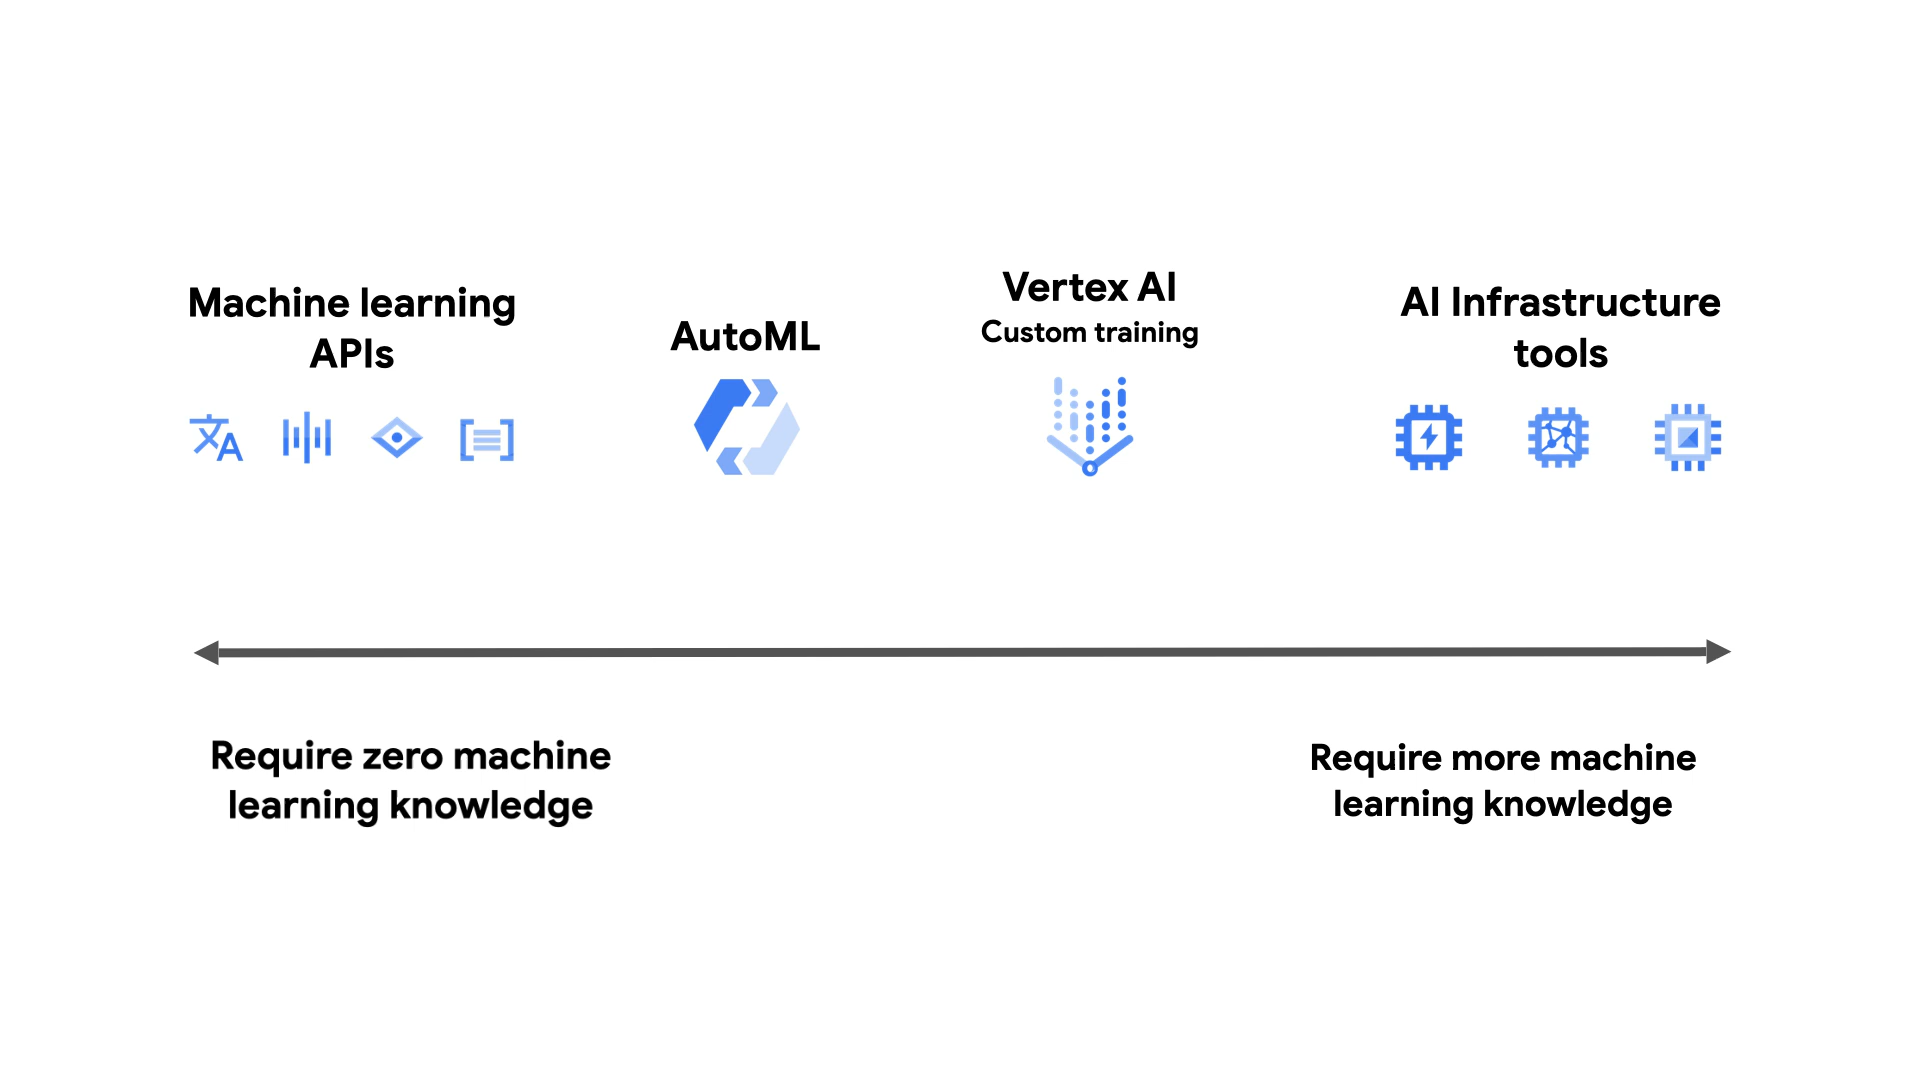 Machine learning
APIs
AutoML
Vertex AI
Custom training
AI Infrastructure
tools
Require zero machine
learning knowledge
Require more machine
learning knowledge